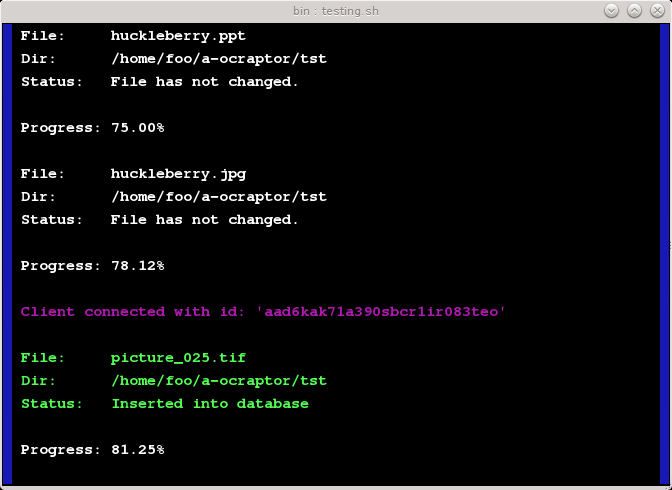 bin : testing.sh
File: huckleberry.ppt
Dir: /home/foo/a-ocraptor/tst
Status: File has not changed.
Progress: 75.00%
File: huckleberry.jpg
Dir: /home/foo/a-ocraptor/tst
Status: File has not changed.
Progress: 78.12%
Client connected with id: 'aad6kak71a390sbcr1ir083teo'
File: picture_025.tif
Dir: /home/foo/a-ocraptor/tst
Status: Inserted into database
Progress: 81.25%